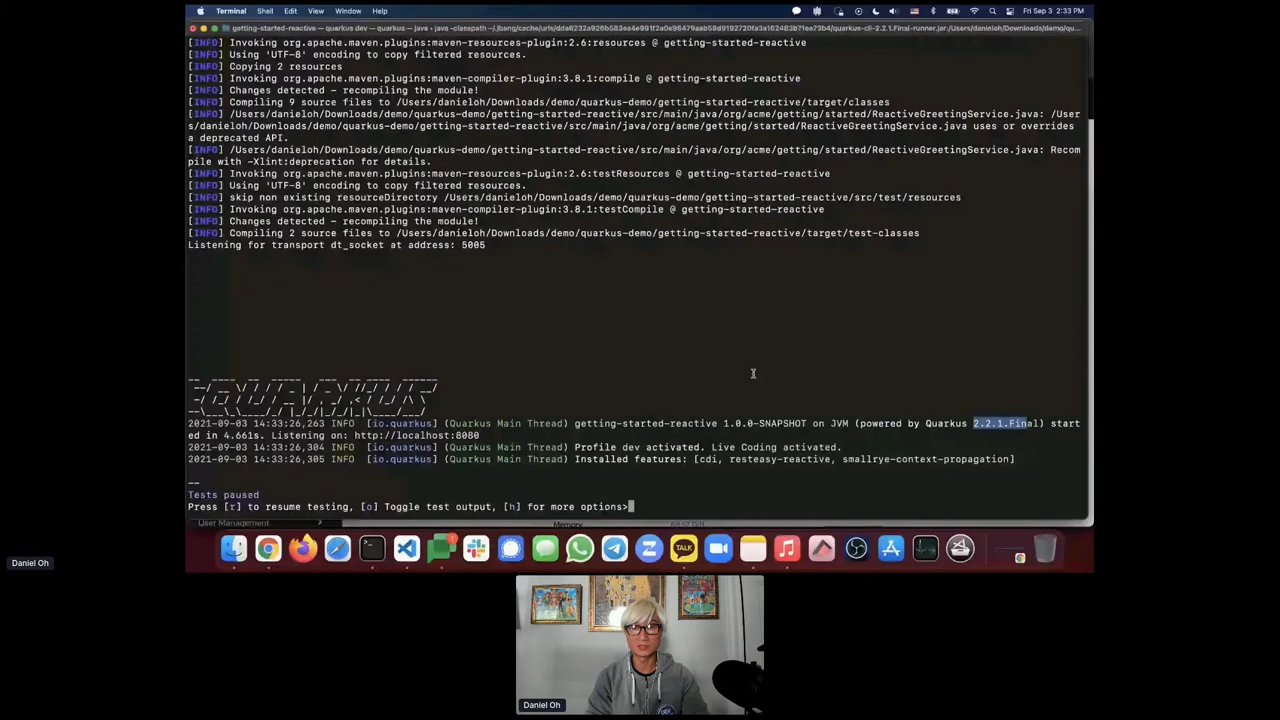 Terminal Shell Edit View Window Help
Fri Sep 3 2:33 PM
[INFO] Invoking org.apache.maven.plugins:maven-resources-plugin:2.6:resources @ getting-started-reactive
[INFO] Using 'UTF-8' encoding to copy filtered resources.
[INFO] Copying 2 resources
[INFO] Invoking org.apache.maven.plugins:maven-compiler-plugin:3.8.1:compile @ getting-started-reactive
[INFO] Changes detected - recompiling the module!
[INFO] Compiling 9 source files to /Users/danieloh/Downloads/demo/quarkus-demo/getting-started-reactive/target/classes
[INFO] /Users/danieloh/Downloads/demo/quarkus-demo/getting-started-reactive/src/main/java/org/acme/getting/started/ReactiveGreetingService.java: /User
s/danieloh/Downloads/demo/quarkus-demo/getting-started-reactive/src/main/java/org/acme/getting/started/ReactiveGreetingService.java uses or overrides
a deprecated API.
[INFO] /Users/danieloh/Downloads/demo/quarkus-demo/getting-started-reactive/src/main/java/org/acme/getting/started/ReactiveGreetingService.java: Recom
pile with -Xlint:deprecation for details.
[INFO] Invoking org.apache.maven.plugins:maven-resources-plugin:2.6:testResources @ getting-started-reactive
[INFO] Using 'UTF-8' encoding to copy filtered resources.
[INFO] skip non existing resourceDirectory /Users/danieloh/Downloads/demo/quarkus-demo/getting-started-reactive/src/test/resources
[INFO] Invoking org.apache.maven.plugins:maven-compiler-plugin:3.8.1:testCompile @ getting-started-reactive
[INFO] Changes detected - recompiling the module!
[INFO] Compiling 2 source files to /Users/danieloh/Downloads/demo/quarkus-demo/getting-started-reactive/target/test-classes
Listening for transport dt_socket at address: 5005
QUARKUS
2021-09-03 14:33:26,263 INFO [io.quarkus] (Quarkus Main Thread) getting-started-reactive 1.0.0-SNAPSHOT on JVM (powered by Quarkus 2.2.1.Final) start
ed in 4.661s. Listening on: http://localhost:8080
2021-09-03 14:33:26,304 INFO [io.quarkus] (Quarkus Main Thread) Profile dev activated. Live Coding activated.
2021-09-03 14:33:26,305 INFO [io.quarkus] (Quarkus Main Thread) Installed features: [cdi, resteasy-reactive, smallrye-context-propagation]
--
Tests paused
Press [r] to resume testing, [o] Toggle test output, [h] for more options>
User Management
Memory
TALK
Daniel Oh
Daniel Oh